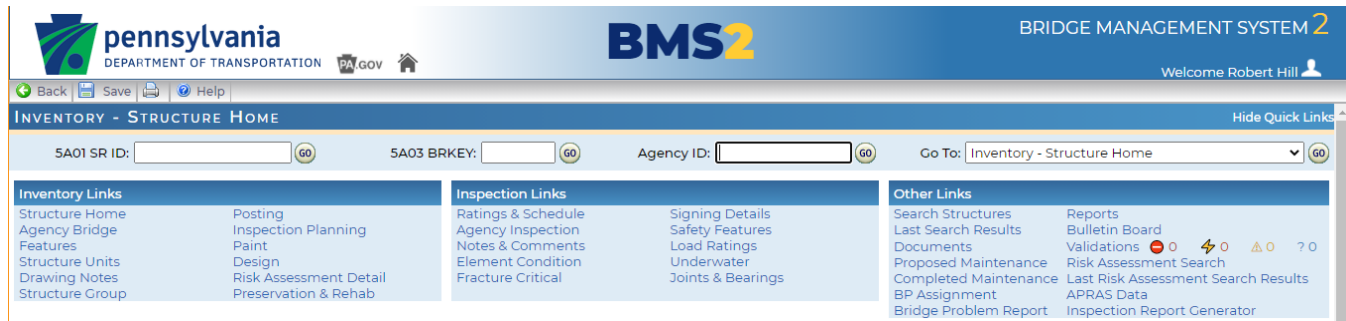 pennsylvania
DEPARTMENT OF TRANSPORTATION PA.GOV
BMS2
BRIDGE MANAGEMENT SYSTEM 2
Welcome Robert Hill
Back Save Help
INVENTORY - STRUCTURE HOME Hide Quick Links
5A01 SR ID: GO 5A03 BRKEY: GO Agency ID: GO Go To: Inventory - Structure Home GO
Inventory Links
Structure Home Posting
Agency Bridge Inspection Planning
Features Paint
Structure Units Design
Drawing Notes Risk Assessment Detail
Structure Group Preservation & Rehab
Inspection Links
Ratings & Schedule Signing Details
Agency Inspection Safety Features
Notes & Comments Load Ratings
Element Condition Underwater
Fracture Critical Joints & Bearings
Other Links
Search Structures Reports
Last Search Results Bulletin Board
Documents Validations 0 0 0 ? 0
Proposed Maintenance Risk Assessment Search
Completed Maintenance Last Risk Assessment Search Results
BP Assignment APRAS Data
Bridge Problem Report Inspection Report Generator